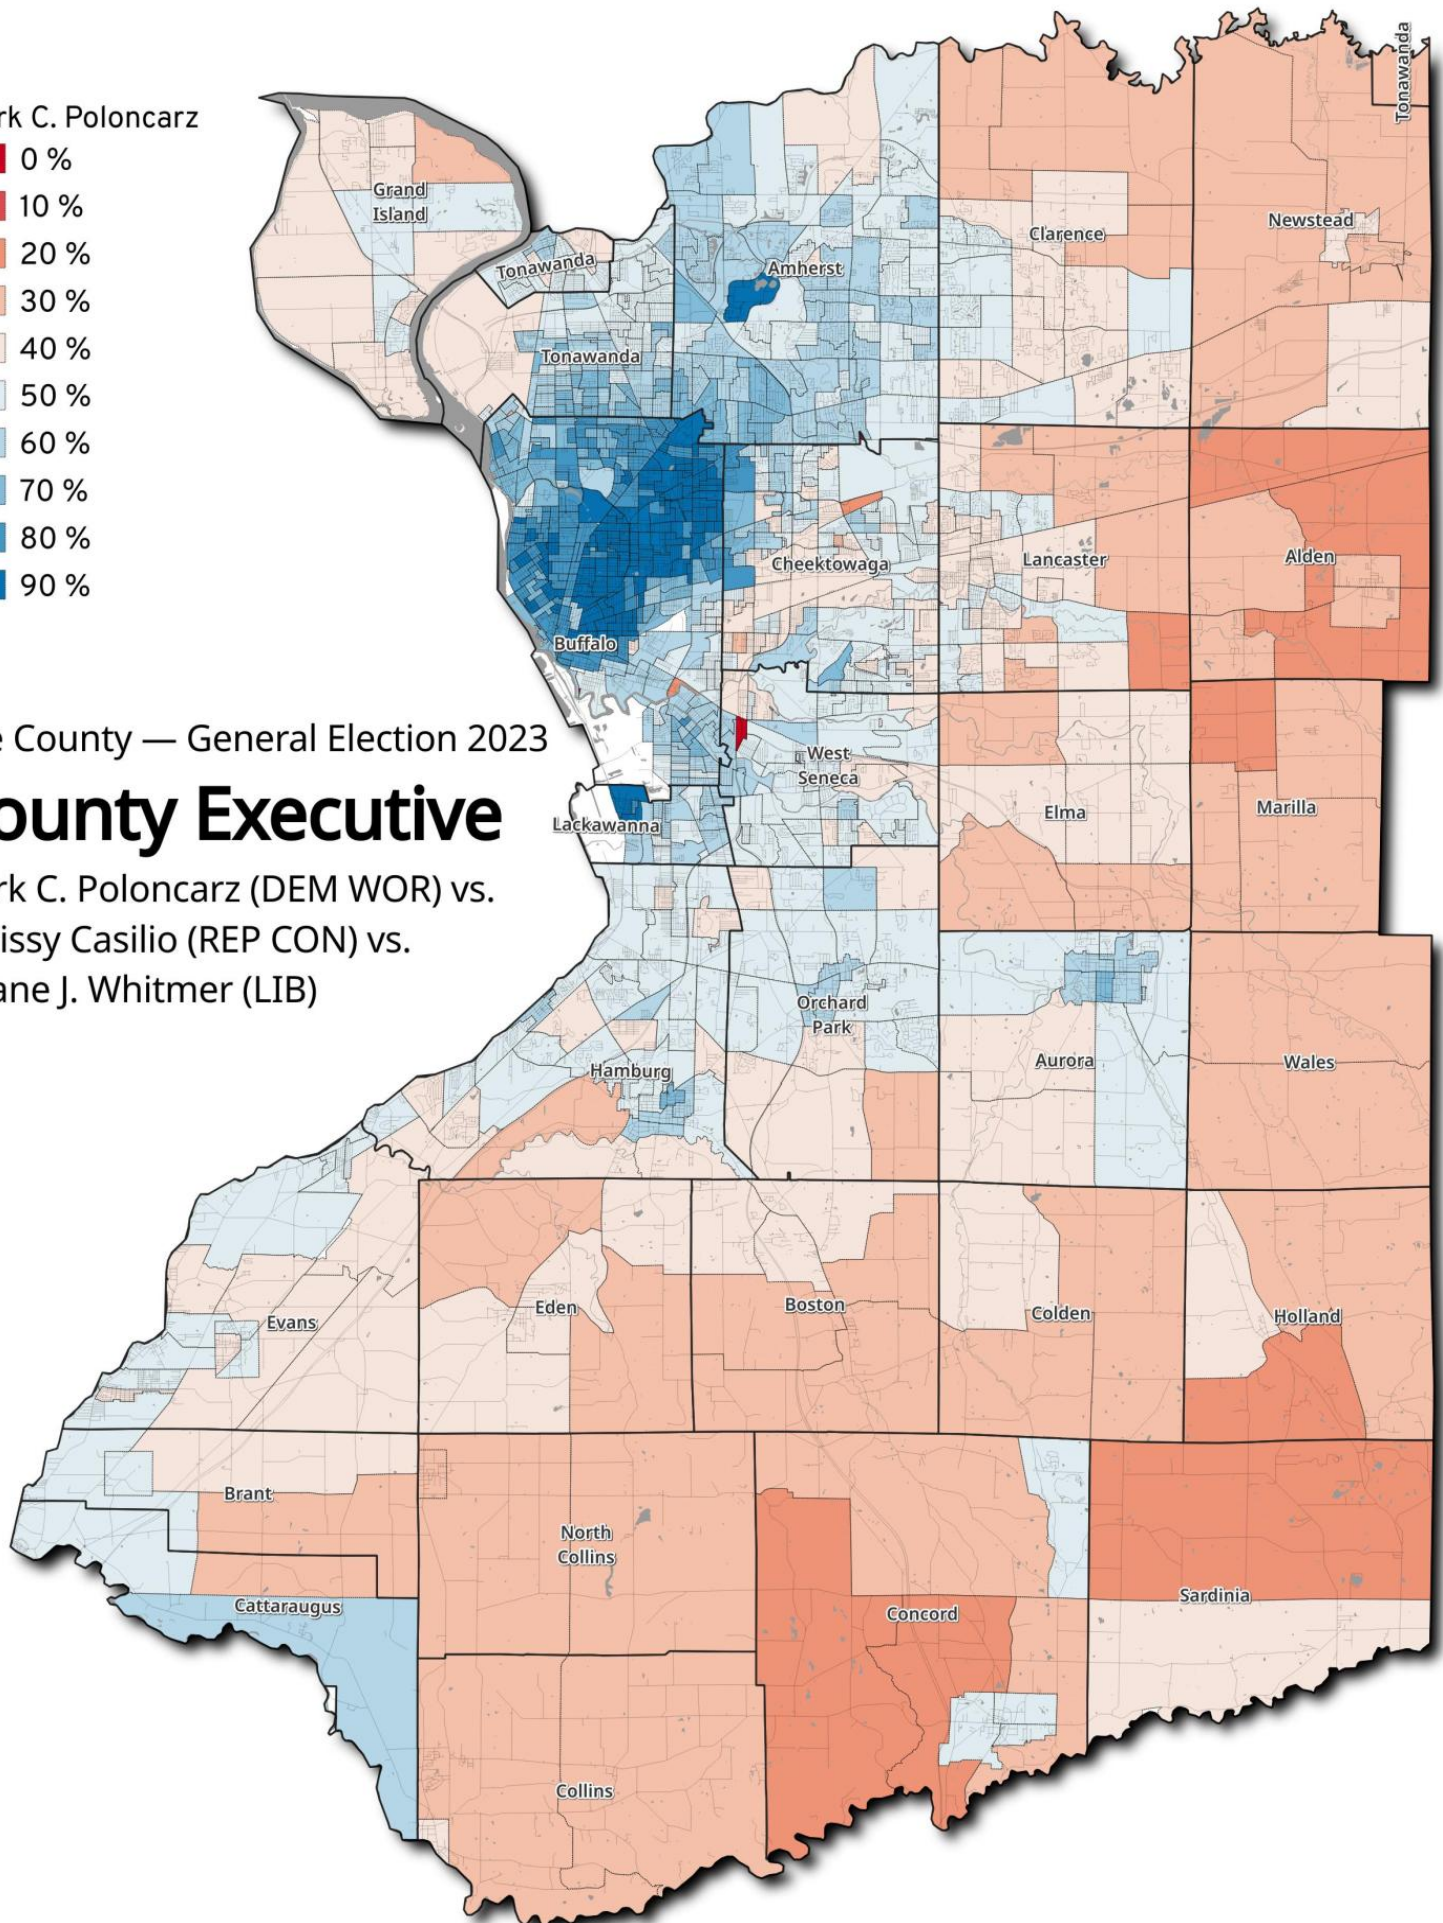 rk C. Poloncarz
0 %
10 %
20 %
30 %
40 %
50 %
60 %
70 %
80 %
90 %
e County — General Election 2023
ounty Executive
rk C. Poloncarz (DEM WOR) vs.
issy Casilio (REP CON) vs.
ane J. Whitmer (LIB)
Tonawanda
Grand
Island
Newstead
Clarence
Tonawanda
Amherst
Tonawanda
Alden
Lancaster
Cheektowaga
Buffalo
West
Seneca
Elma
Marilla
Lackawanna
Orchard
Park
Aurora
Wales
Hamburg
Eden
Boston
Colden
Holland
Evans
Brant
North
Collins
Sardinia
Cattaraugus
Concord
Collins